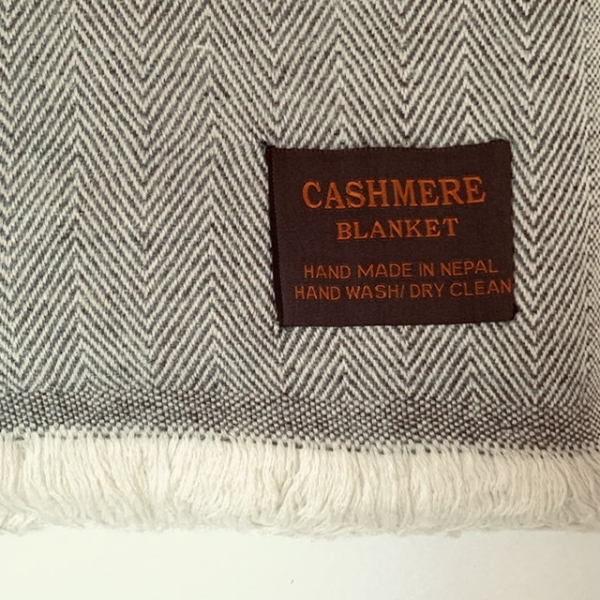 CASHMERE
BLANKET
HAND MADE IN NEPAL
HAND WASH/ DRY CLEAN